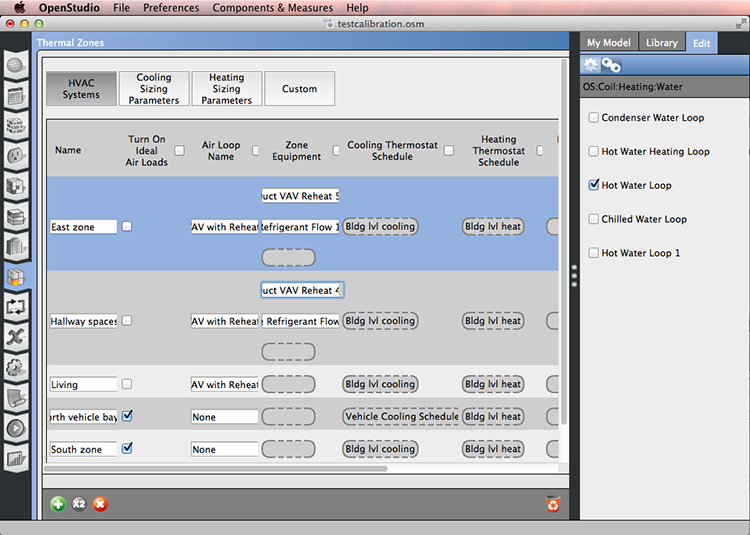 OpenStudio File Preferences Components & Measures Help
testcalibration.osm
Thermal Zones
My Model Library Edit
HVAC Systems
Cooling Sizing Parameters
Heating Sizing Parameters
Custom
OS:Coil:Heating:Water
Condenser Water Loop
Hot Water Heating Loop
Hot Water Loop
Chilled Water Loop
Hot Water Loop 1
Name
Turn On Ideal Air Loads
Air Loop Name
Zone Equipment
Cooling Thermostat Schedule
Heating Thermostat Schedule
uct VAV Reheat 5
East zone AV with Reheat Refrigerant Flow 1 Bldg lvl cooling Bldg lvl heat
uct VAV Reheat 4
Hallway spaces AV with Reheat Refrigerant Flow Bldg lvl cooling Bldg lvl heat
Living AV with Reheat Bldg lvl cooling Bldg lvl heat
orth vehicle bay None Vehicle Cooling Schedule Bldg lvl heat
South zone None Bldg lvl cooling Bldg lvl heat
X2